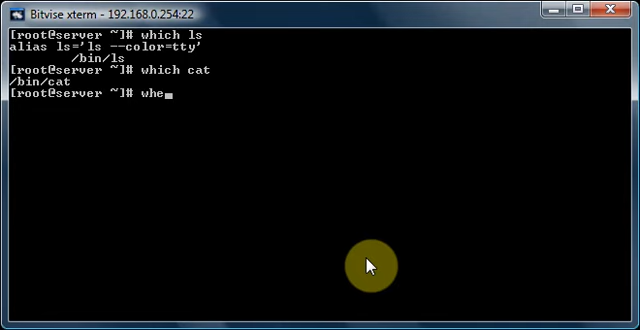 Bitvise xterm - 192.168.0.254:22
[root@server ~]# which ls
alias ls='ls --color=tty'
/bin/ls
[root@server ~]# which cat
/bin/cat
[root@server ~]# whe